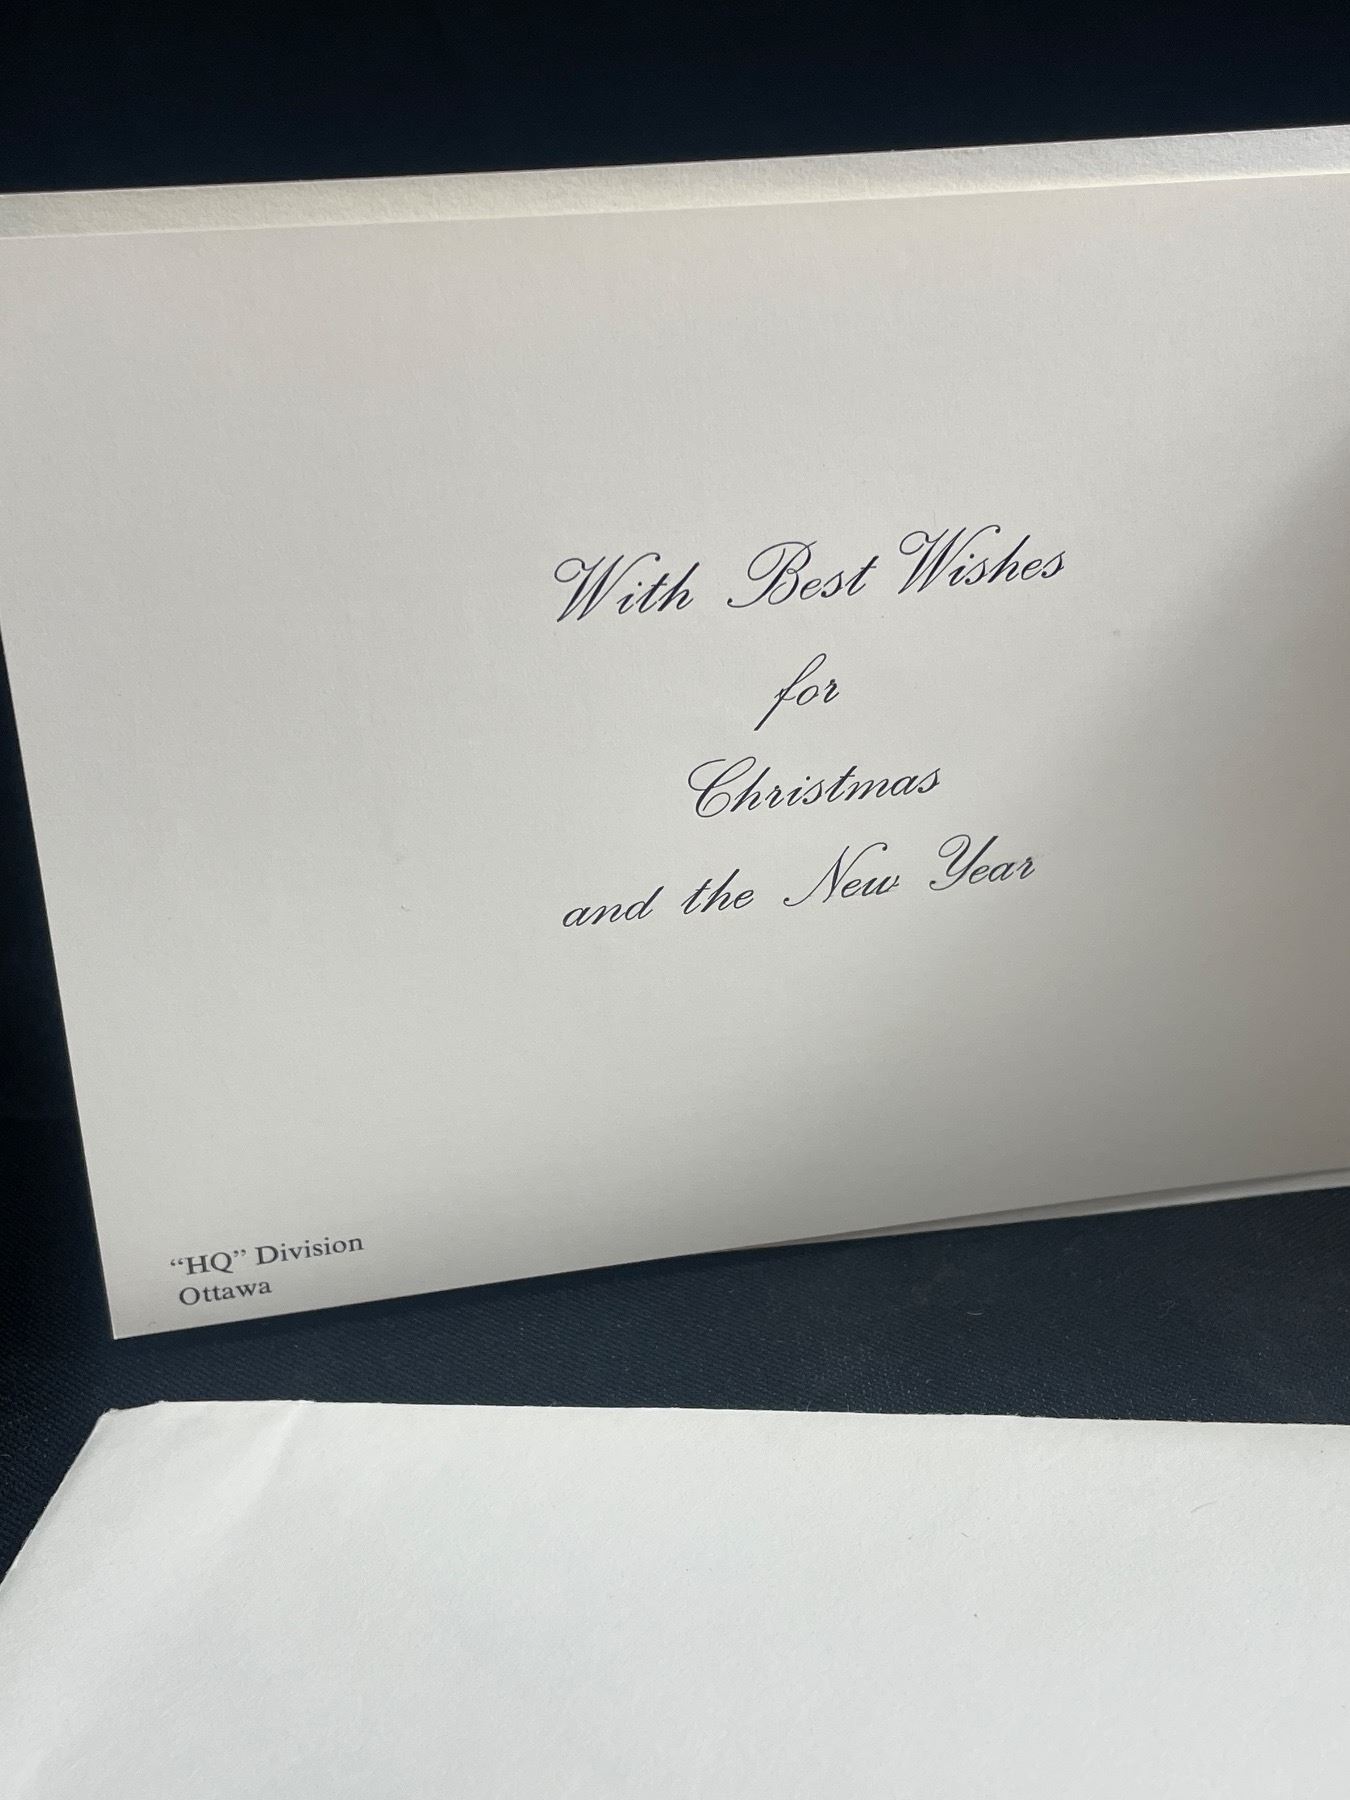 With Best Wishes
for
Christmas
and the New Year
“HQ” Division
Ottawa